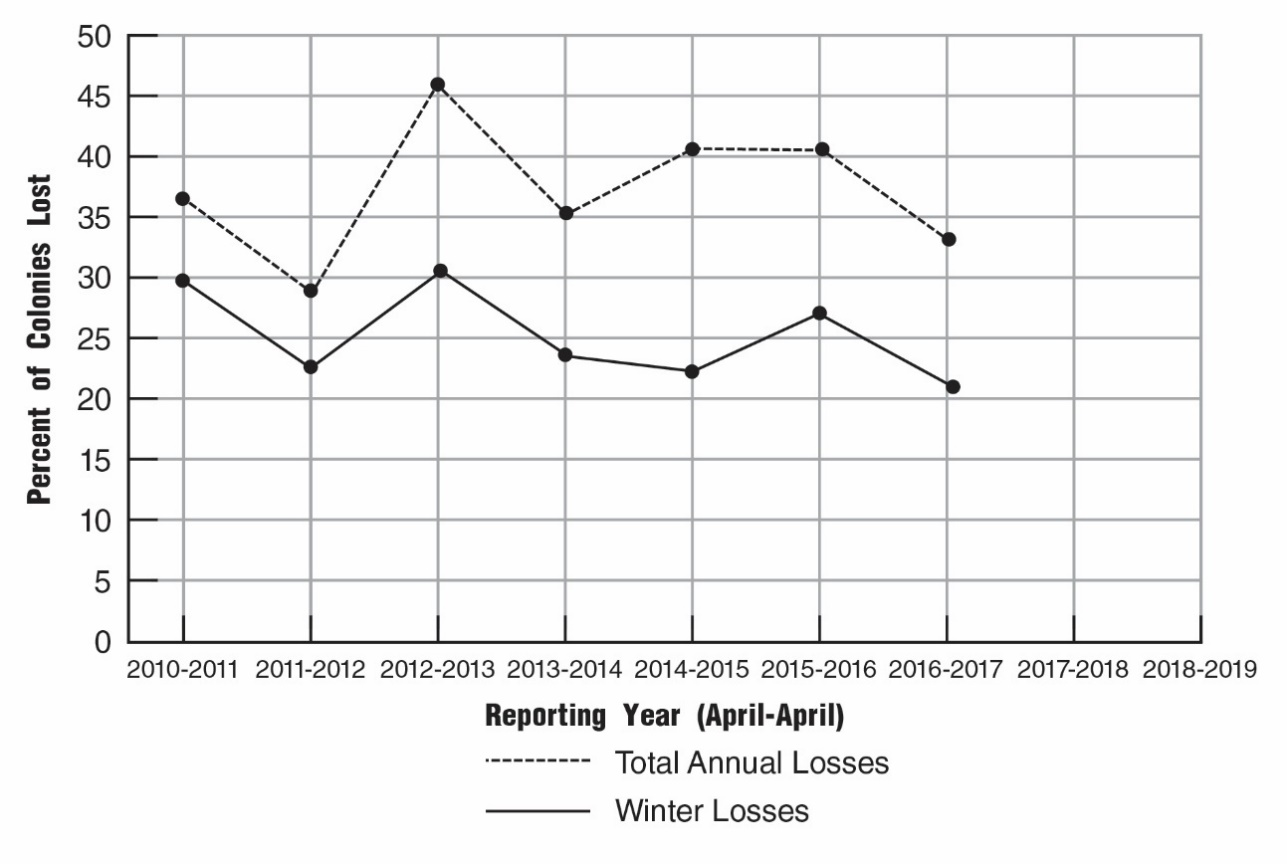 50
45
40
35
30
25
20
15
10
5
0
Percent of Colonies Lost
2010-2011 2011-2012 2012-2013 2013-2014 2014-2015 2015-2016 2016-2017 2017-2018 2018-2019
Reporting Year (April-April)
Total Annual Losses
Winter Losses